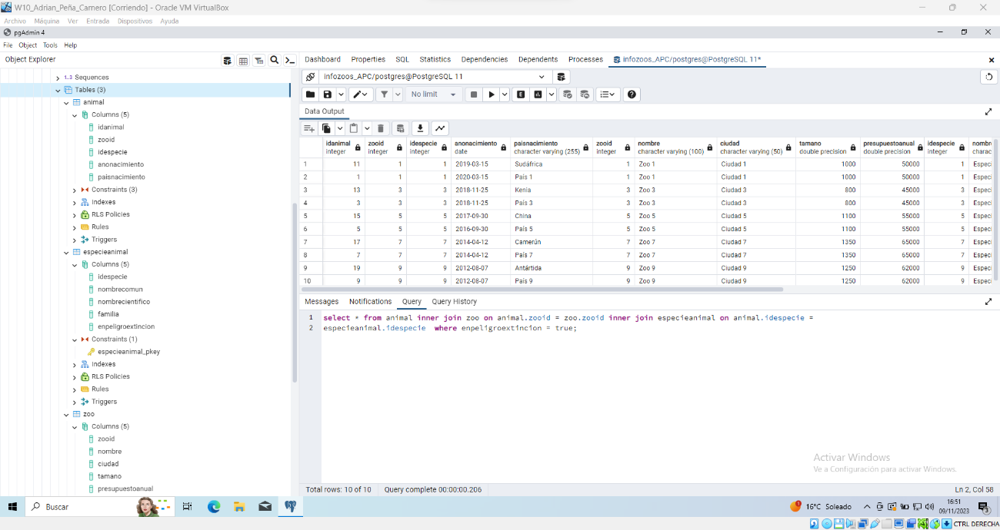 W10_Adrian_Peña_Carnero [Corriendo] - Oracle VM VirtualBox
Archivo Máquina Ver Entrada Dispositivos Ayuda
pgAdmin 4
File Object Tools Help
Object Explorer
Dashboard Properties SQL Statistics Dependencies Dependents Processes infozoos_APC/postgres@PostgreSQL 11*
infozoos_APC/postgres@PostgreSQL 11
No limit
Data Output
1..3 Sequences
Tables (3)
animal
Columns (5)
idanimal
zooid
idespecie
anonacimiento
paisnacimiento
Constraints (3)
Indexes
RLS Policies
Rules
Triggers
especieanimal
Columns (5)
idespecie
nombrecomun
nombrecientifico
familia
enpeligroextincion
Constraints (1)
especieanimal_pkey
Indexes
RLS Policies
Rules
Triggers
zoo
Columns (5)
zooid
nombre
ciudad
tamano
presupuestoanual
idanimal zooid idespecie anonacimiento paisnacimiento zooid nombre ciudad tamano presupuestoanual idespecie nombr
integer integer integer date character varying (255) integer character varying (100) character varying (50) double precision double precision integer charac
1 11 1 1 2019-03-15 Sudáfrica 1 Zoo 1 Ciudad 1 1000 50000 1 Especi
2 1 1 1 2020-03-15 País 1 1 Zoo 1 Ciudad 1 1000 50000 1 Especi
3 13 3 3 2018-11-25 Kenia 3 Zoo 3 Ciudad 3 800 45000 3 Especi
4 3 3 3 2018-11-25 País 3 3 Zoo 3 Ciudad 3 800 45000 3 Especi
5 15 5 5 2017-09-30 China 5 Zoo 5 Ciudad 5 1100 55000 5 Especi
6 5 5 5 2016-09-30 País 5 5 Zoo 5 Ciudad 5 1100 55000 5 Especi
7 17 7 7 2014-04-12 Camerún 7 Zoo 7 Ciudad 7 1350 65000 7 Especi
8 7 7 7 2014-04-12 País 7 7 Zoo 7 Ciudad 7 1350 65000 7 Especi
9 19 9 9 2012-08-07 Antártida 9 Zoo 9 Ciudad 9 1250 62000 9 Especi
10 9 9 9 2012-08-07 País 9 9 Zoo 9 Ciudad 9 1250 62000 9 Especi
Messages Notifications Query Query History
1 select * from animal inner join zoo on animal.zooid = zoo.zooid inner join especieanimal on animal.idespecie =
2 especieanimal.idespecie where enpeligroextincion = true;
Activar Windows
Ve a Configuración para activar Windows.
Total rows: 10 of 10 Query complete 00:00:00.206 Ln 2, Col 58
Buscar
1 16°C Soleado
16:51
09/11/2023
3
CTRL DERECHA